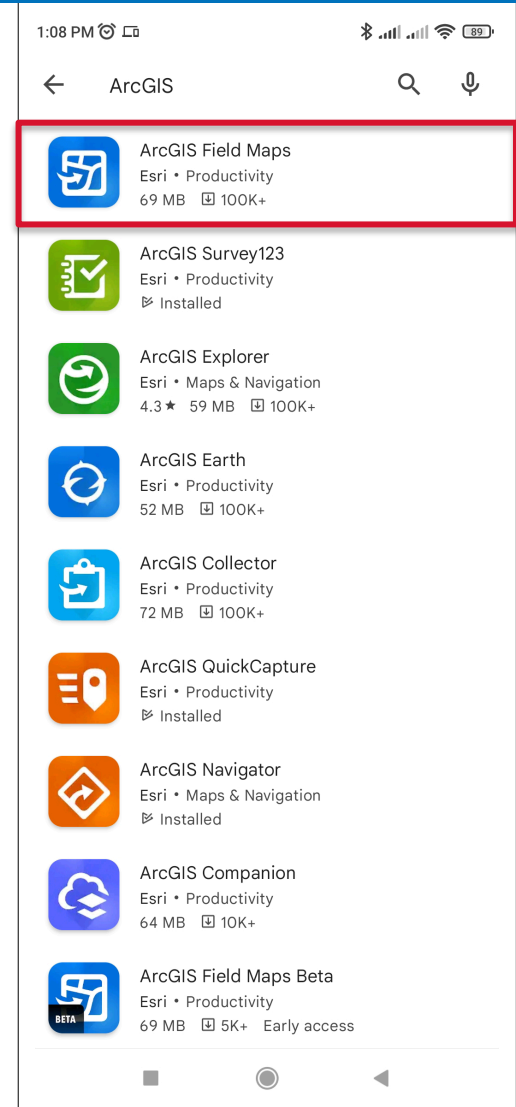 1:08 PM 89
ArcGIS
ArcGIS Field Maps
Esri • Productivity
69 MB 100K+
ArcGIS Survey123
Esri • Productivity
Installed
ArcGIS Explorer
Esri • Maps & Navigation
4.3★ 59 MB 100K+
ArcGIS Earth
Esri • Productivity
52 MB 100K+
ArcGIS Collector
Esri • Productivity
72 MB 100K+
ArcGIS QuickCapture
Esri • Productivity
Installed
ArcGIS Navigator
Esri • Maps & Navigation
Installed
ArcGIS Companion
Esri • Productivity
64 MB 10K+
ArcGIS Field Maps Beta
Esri • Productivity
BETA
69 MB 5K+ Early access